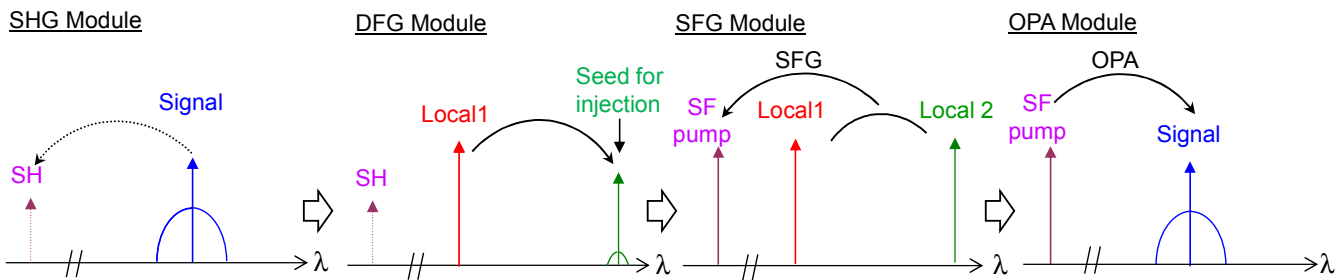 SHG Module
Signal
SH
//
λ
DFG Module
Local1
Seed for
injection
SH
//
λ
SFG Module
SFG
SF
pump
Local1
Local 2
//
λ
OPA Module
OPA
SF
pump
Signal
//
λ